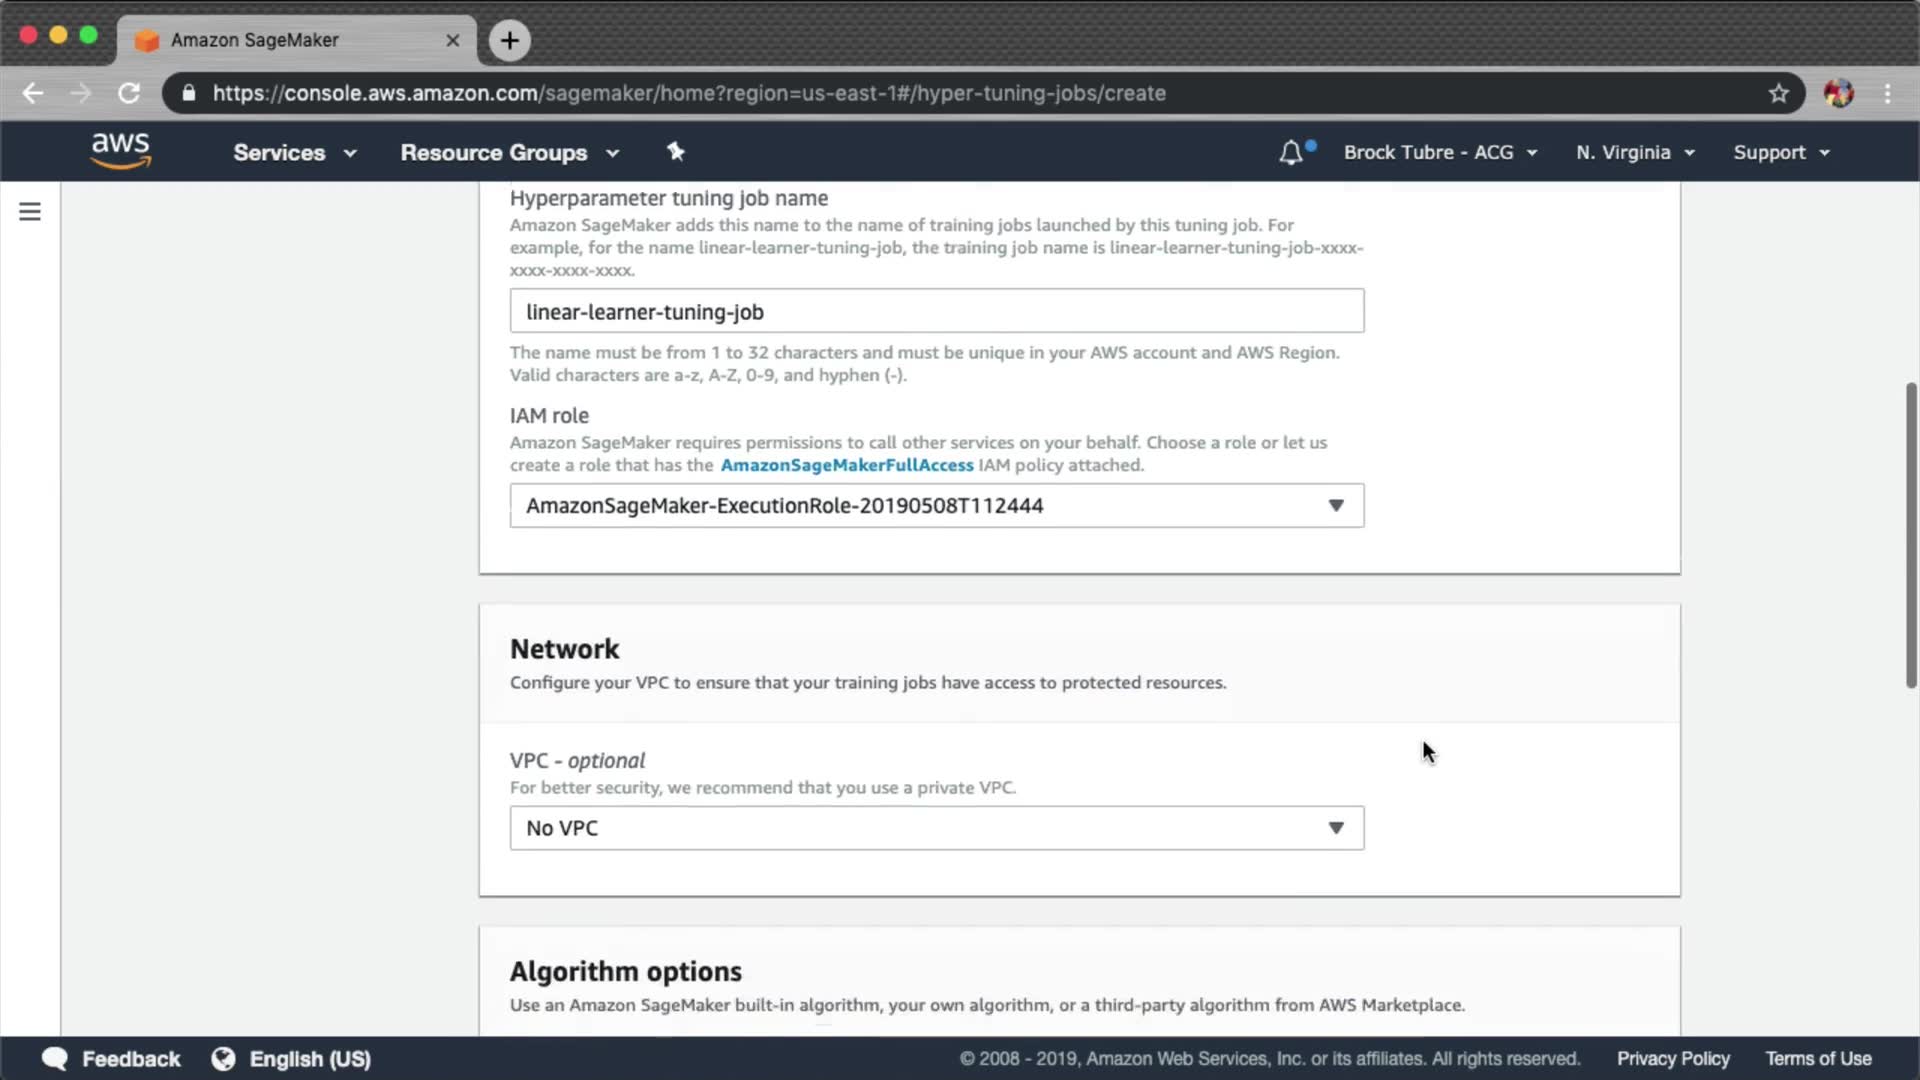 Amazon SageMaker
https://console.aws.amazon.com/sagemaker/home?region=us-east-1#/hyper-tuning-jobs/create
aws
Services
Resource Groups
Brock Tubre - ACG
N. Virginia
Support
Hyperparameter tuning job name
Amazon SageMaker adds this name to the name of training jobs launched by this tuning job. For
example, for the name linear-learner-tuning-job, the training job name is linear-learner-tuning-job-xxxx-
xxxx-xxxx-xxxx.
linear-learner-tuning-job
The name must be from 1 to 32 characters and must be unique in your AWS account and AWS Region.
Valid characters are a-z, A-Z, 0-9, and hyphen (-).
IAM role
Amazon SageMaker requires permissions to call other services on your behalf. Choose a role or let us
create a role that has the AmazonSageMakerFullAccess IAM policy attached.
AmazonSageMaker-ExecutionRole-20190508T112444
Network
Configure your VPC to ensure that your training jobs have access to protected resources.
VPC - optional
For better security, we recommend that you use a private VPC.
No VPC
Algorithm options
Use an Amazon SageMaker built-in algorithm, your own algorithm, or a third-party algorithm from AWS Marketplace.
Feedback
English (US)
© 2008 - 2019, Amazon Web Services, Inc. or its affiliates. All rights reserved.
Privacy Policy
Terms of Use